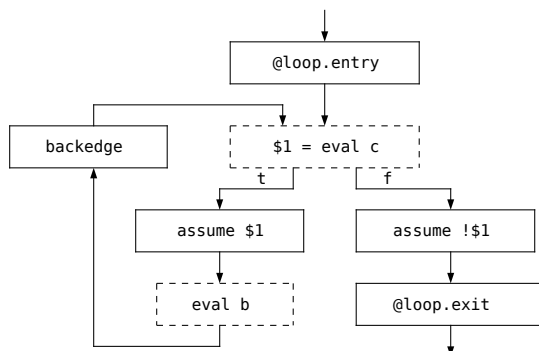 @loop.entry
backedge
$1 = eval c
t
f
assume $1
assume !$1
eval b
@loop.exit